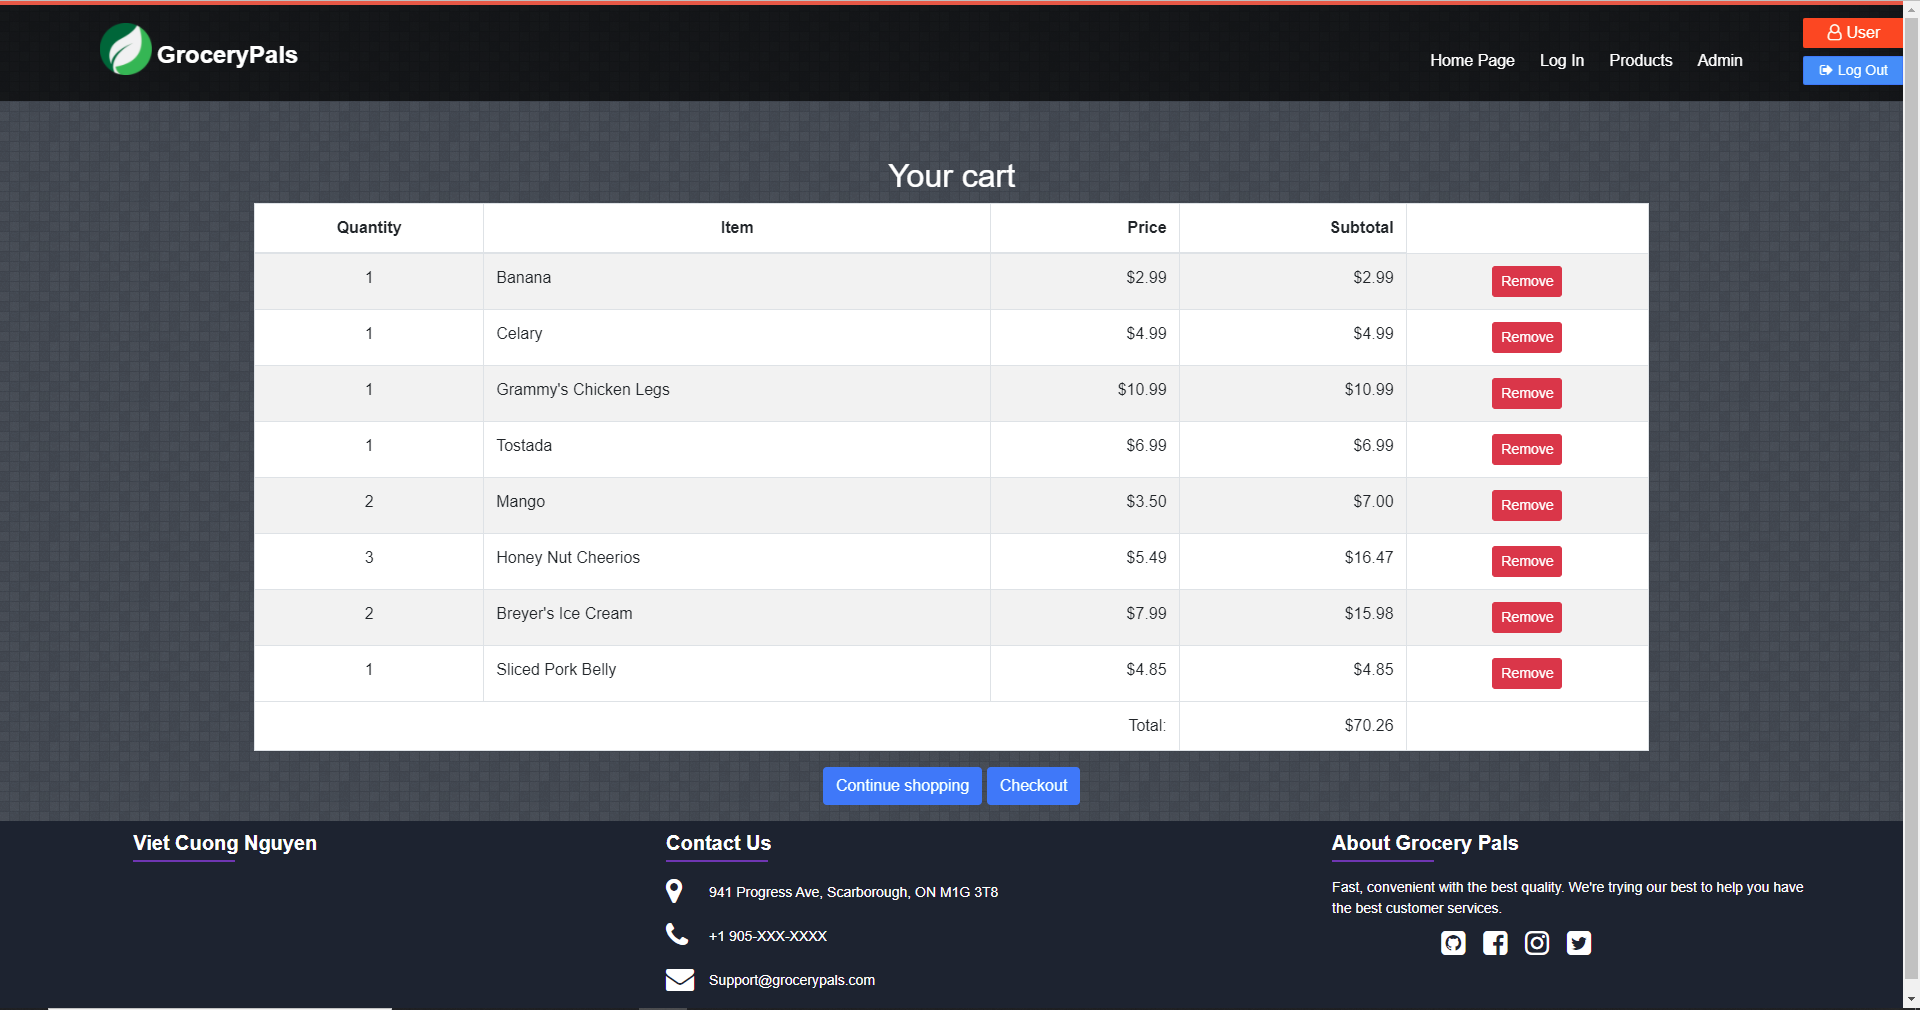 GroceryPals
Home Page Log In Products Admin
User
Log Out
Your cart
Quantity Item Price Subtotal
1 Banana $2.99 $2.99 Remove
1 Celary $4.99 $4.99 Remove
1 Grammy's Chicken Legs $10.99 $10.99 Remove
1 Tostada $6.99 $6.99 Remove
2 Mango $3.50 $7.00 Remove
3 Honey Nut Cheerios $5.49 $16.47 Remove
2 Breyer's Ice Cream $7.99 $15.98 Remove
1 Sliced Pork Belly $4.85 $4.85 Remove
Total: $70.26
Continue shopping Checkout
Viet Cuong Nguyen
Contact Us
941 Progress Ave, Scarborough, ON M1G 3T8
+1 905-XXX-XXXX
Support@grocerypals.com
About Grocery Pals
Fast, convenient with the best quality. We're trying our best to help you have
the best customer services.